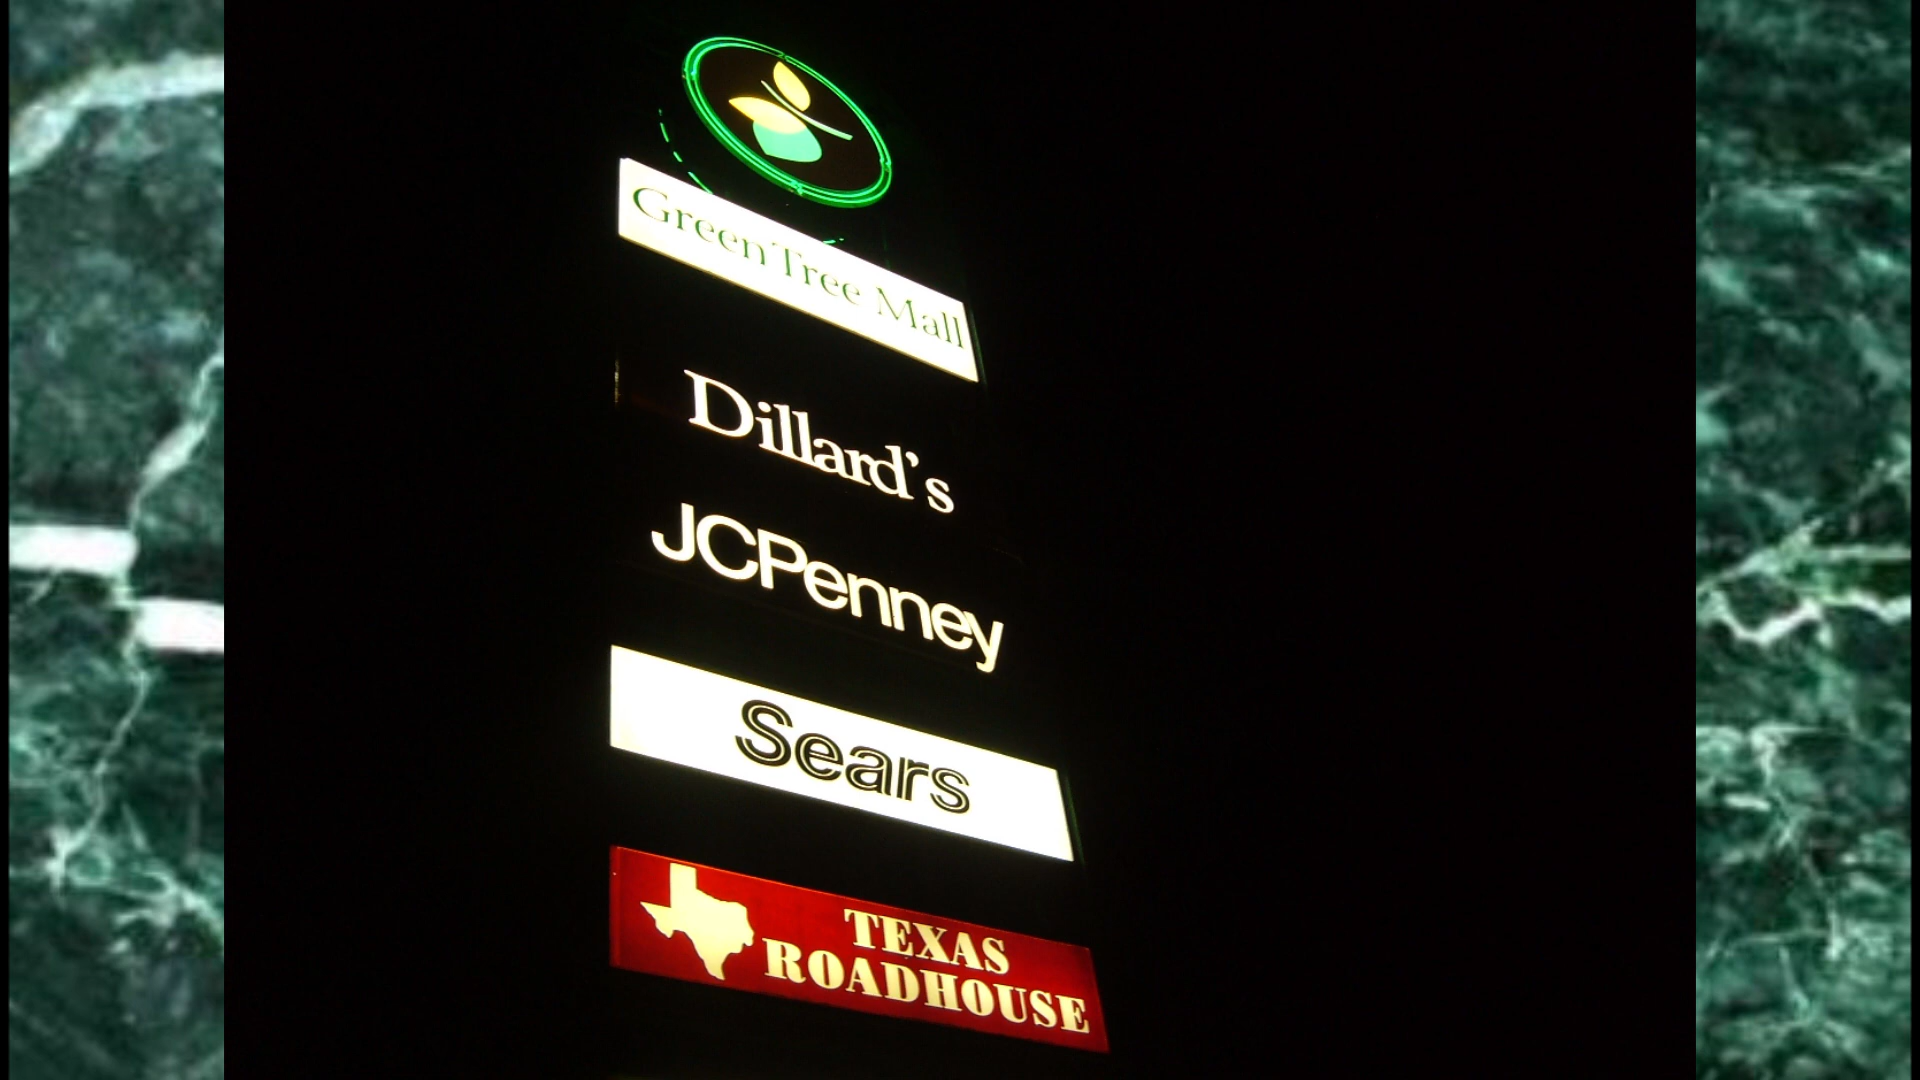 GreenTree Mall
Dillard's
JCPenney
Sears
TEXAS
ROADHOUSE